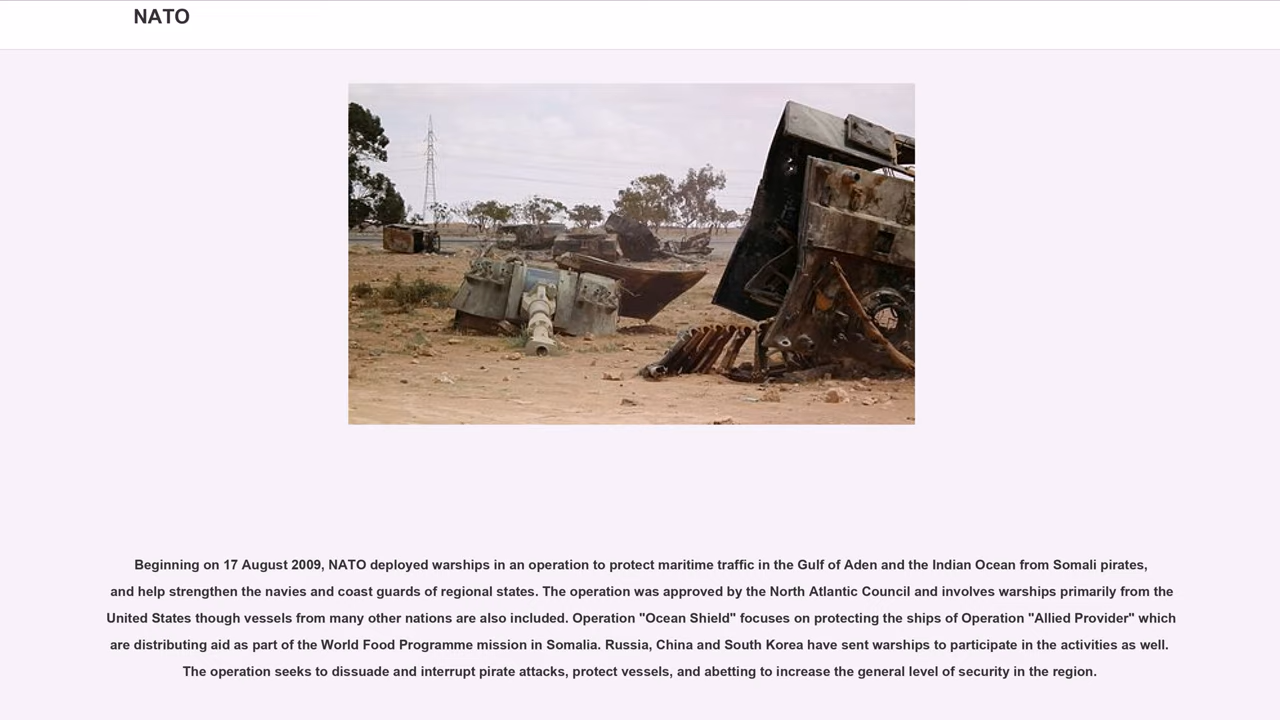 NATO
Beginning on 17 August 2009, NATO deployed warships in an operation to protect maritime traffic in the Gulf of Aden and the Indian Ocean from Somali pirates,
and help strengthen the navies and coast guards of regional states. The operation was approved by the North Atlantic Council and involves warships primarily from the
United States though vessels from many other nations are also included. Operation "Ocean Shield" focuses on protecting the ships of Operation "Allied Provider" which
are distributing aid as part of the World Food Programme mission in Somalia. Russia, China and South Korea have sent warships to participate in the activities as well.
The operation seeks to dissuade and interrupt pirate attacks, protect vessels, and abetting to increase the general level of security in the region.